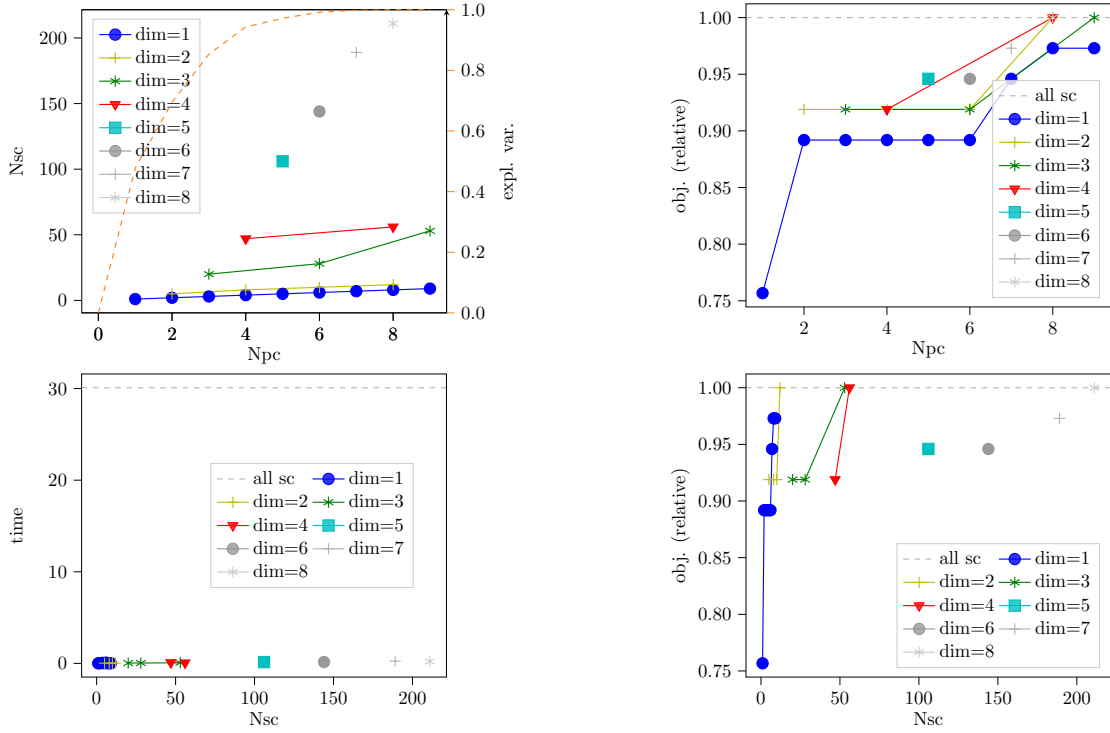 200
150
100
50
0
Nsc
dim=1
dim=2
dim=3
dim=4
dim=5
dim=6
dim=7
dim=8
1.0
0.8
0.6
0.4
0.2
0.0
expl. var.
0 2 4 6 8
Npc
1.00
0.95
0.90
0.85
0.80
0.75
obj. (relative)
all sc
dim=1
dim=2
dim=3
dim=4
dim=5
dim=6
dim=7
dim=8
2 4 6 8
Npc
30
20
10
0
time
all sc dim=1
dim=2 dim=3
dim=4 dim=5
dim=6 dim=7
dim=8
0 50 100 150 200
Nsc
1.00
0.95
0.90
0.85
0.80
0.75
obj. (relative)
all sc dim=1
dim=2 dim=3
dim=4 dim=5
dim=6 dim=7
dim=8
0 50 100 150 200
Nsc